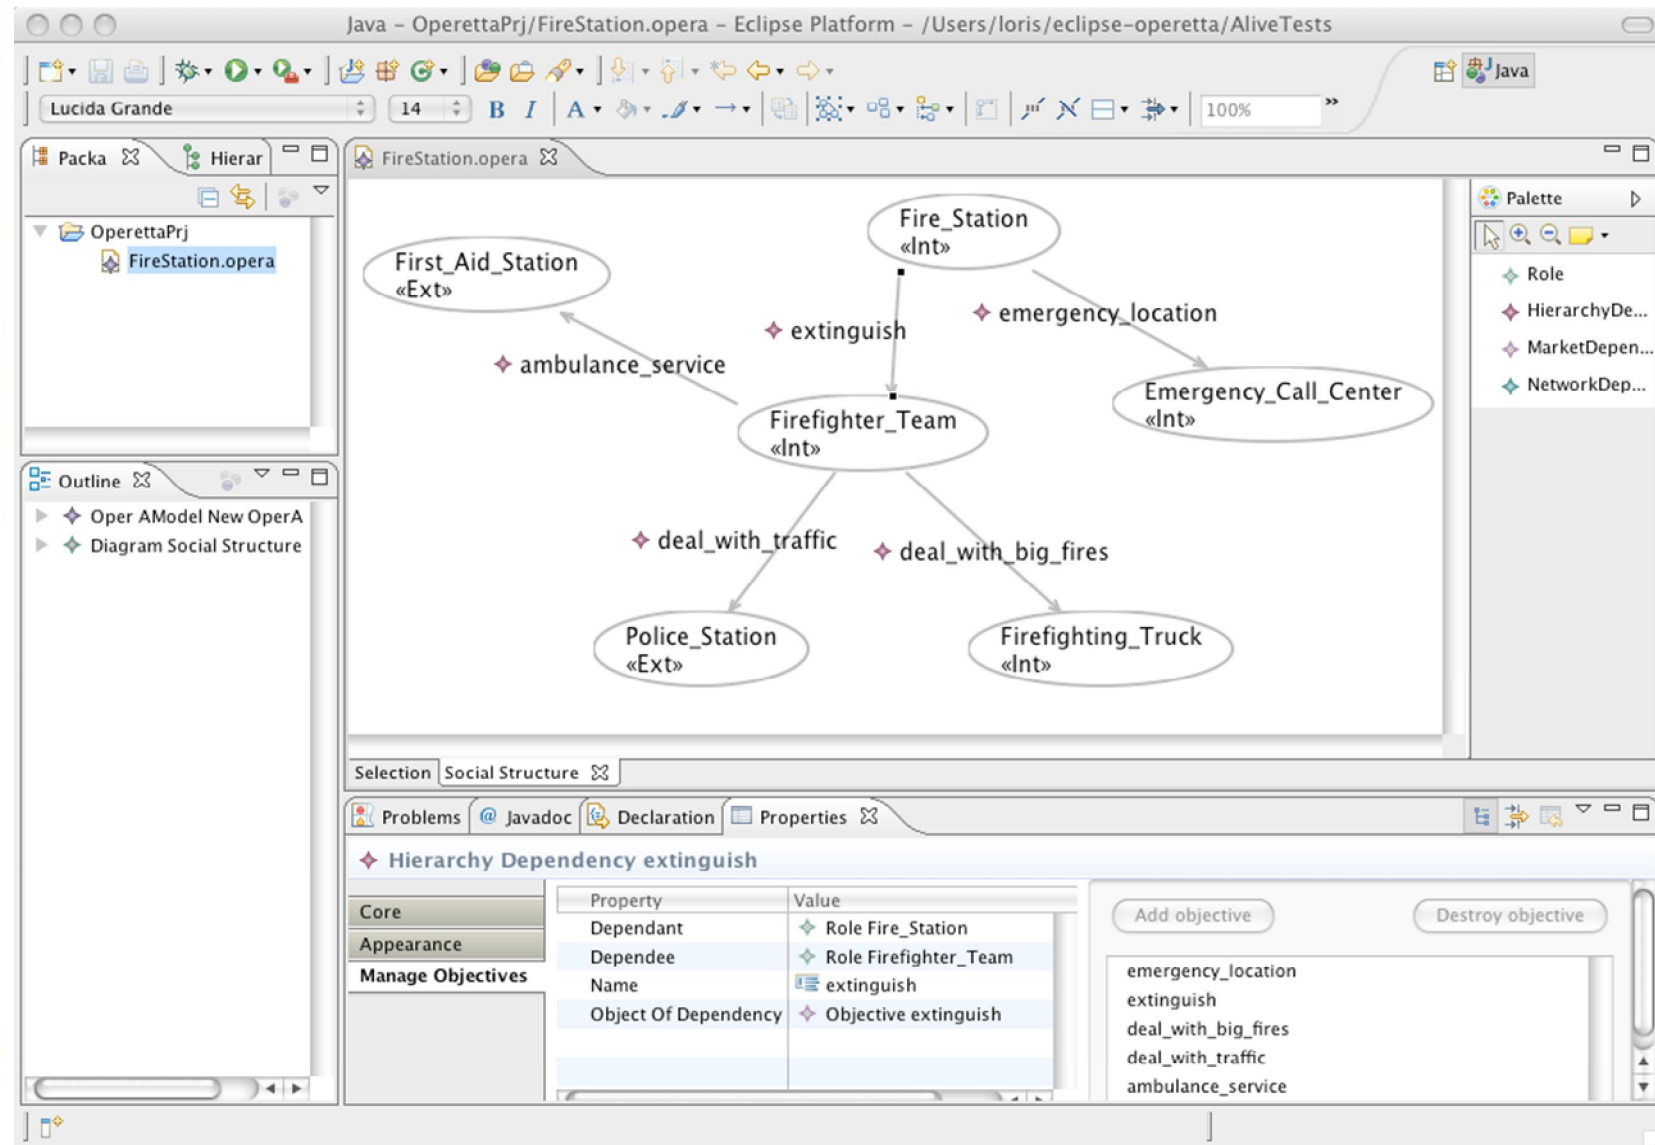 Java – OperettaPrj/FireStation.opera – Eclipse Platform – /Users/loris/eclipse-operetta/AliveTests
Java
Lucida Grande
14
B I A
100%
»
Packa
Hierar
OperettaPrj
FireStation.opera
Outline
Oper AModel New OperA
Diagram Social Structure
FireStation.opera
Fire_Station
«Int»
First_Aid_Station
«Ext»
emergency_location
extinguish
ambulance_service
Emergency_Call_Center
«Int»
Firefighter_Team
«Int»
deal_with_traffic
deal_with_big_fires
Police_Station
«Ext»
Firefighting_Truck
«Int»
Palette
Role
HierarchyDe...
MarketDepen...
NetworkDep...
Selection
Social Structure
Problems
@ Javadoc
Declaration
Properties
Hierarchy Dependency extinguish
Core
Appearance
Manage Objectives
Property Value
Dependant Role Fire_Station
Dependee Role Firefighter_Team
Name extinguish
Object Of Dependency Objective extinguish
Add objective
Destroy objective
emergency_location
extinguish
deal_with_big_fires
deal_with_traffic
ambulance_service